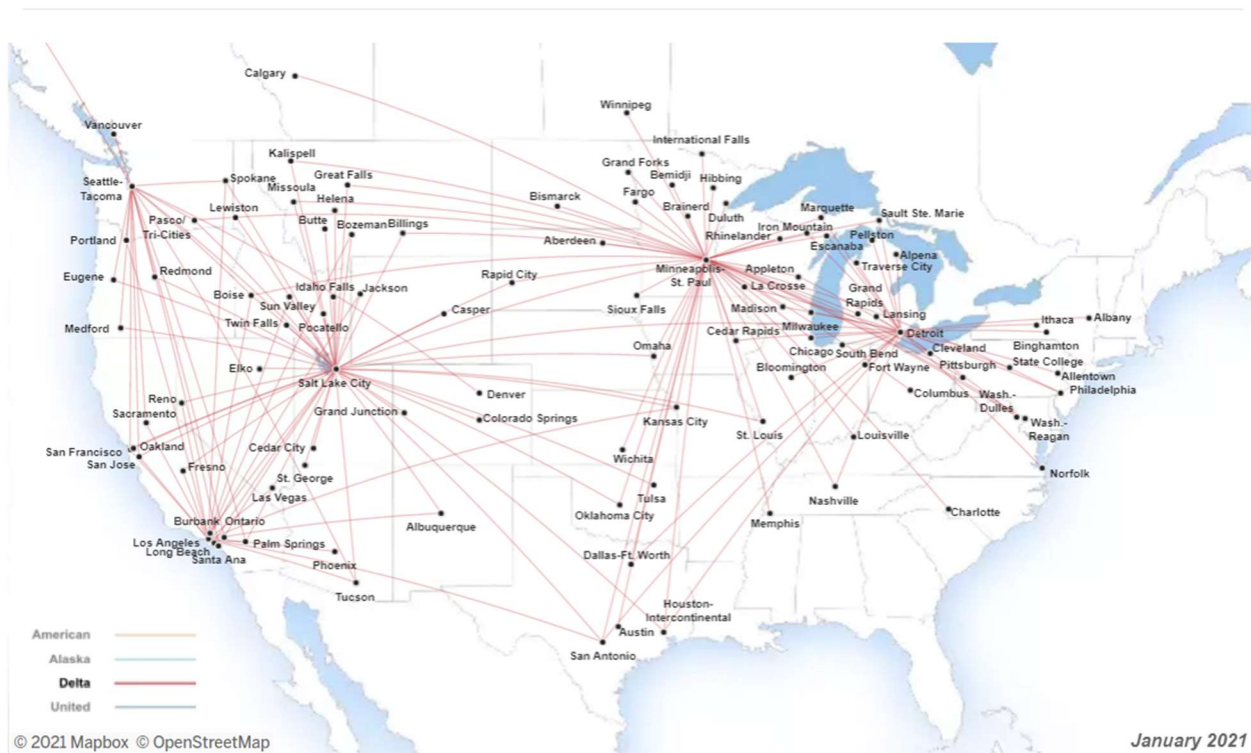 Calgary
Winnipeg
Vancouver
International Falls
Kalispell
Grand Forks
Bemidji
Hibbing
Great Falls
Spokane
Missoula
Seattle-
Tacoma
Helena
Bismarck
Fargo
Brainerd
Duluth
Marquette
Sault Ste. Marie
Lewiston
Butte
Bozeman
Billings
Pasco/
Tri-Cities
Iron Mountain
Rhinelander
Pellston
Escanaba
Portland
Aberdeen
Alpena
Minneapolis-
St. Paul
Appleton
Traverse City
Eugene
Redmond
Rapid City
Idaho Falls
Jackson
La Crosse
Grand
Rapids
Boise
Sun Valley
Casper
Sioux Falls
Madison
Lansing
Ithaca
Albany
Medford
Twin Falls
Pocatello
Cedar Rapids
Milwaukee
Detroit
Binghamton
Omaha
Chicago
South Bend
Cleveland
State College
Elko
Salt Lake City
Bloomington
Fort Wayne
Pittsburgh
Allentown
Philadelphia
Reno
Denver
Columbus
Wash.-
Dulles
Sacramento
Grand Junction
Colorado Springs
Kansas City
St. Louis
Wash.-
Reagan
San Francisco
Oakland
San Jose
Cedar City
Louisville
Fresno
St. George
Wichita
Norfolk
Las Vegas
Tulsa
Nashville
Burbank
Ontario
Albuquerque
Oklahoma City
Memphis
Charlotte
Los Angeles
Long Beach
Palm Springs
Santa Ana
Phoenix
Dallas-Ft. Worth
Tucson
Houston-
Intercontinental
Austin
San Antonio
American
Alaska
Delta
United
© 2021 Mapbox © OpenStreetMap
January 2021